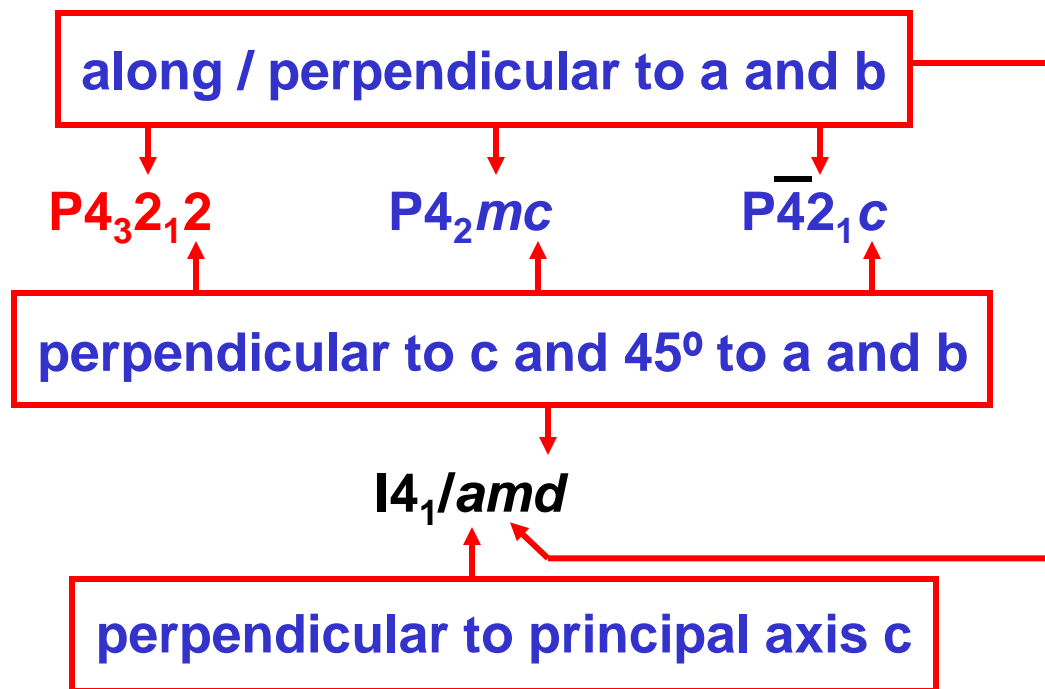 along / perpendicular to a and b
P4₃2₁2 P4₂mc P4̅2₁c
perpendicular to c and 45º to a and b
I4₁/amd
perpendicular to principal axis c